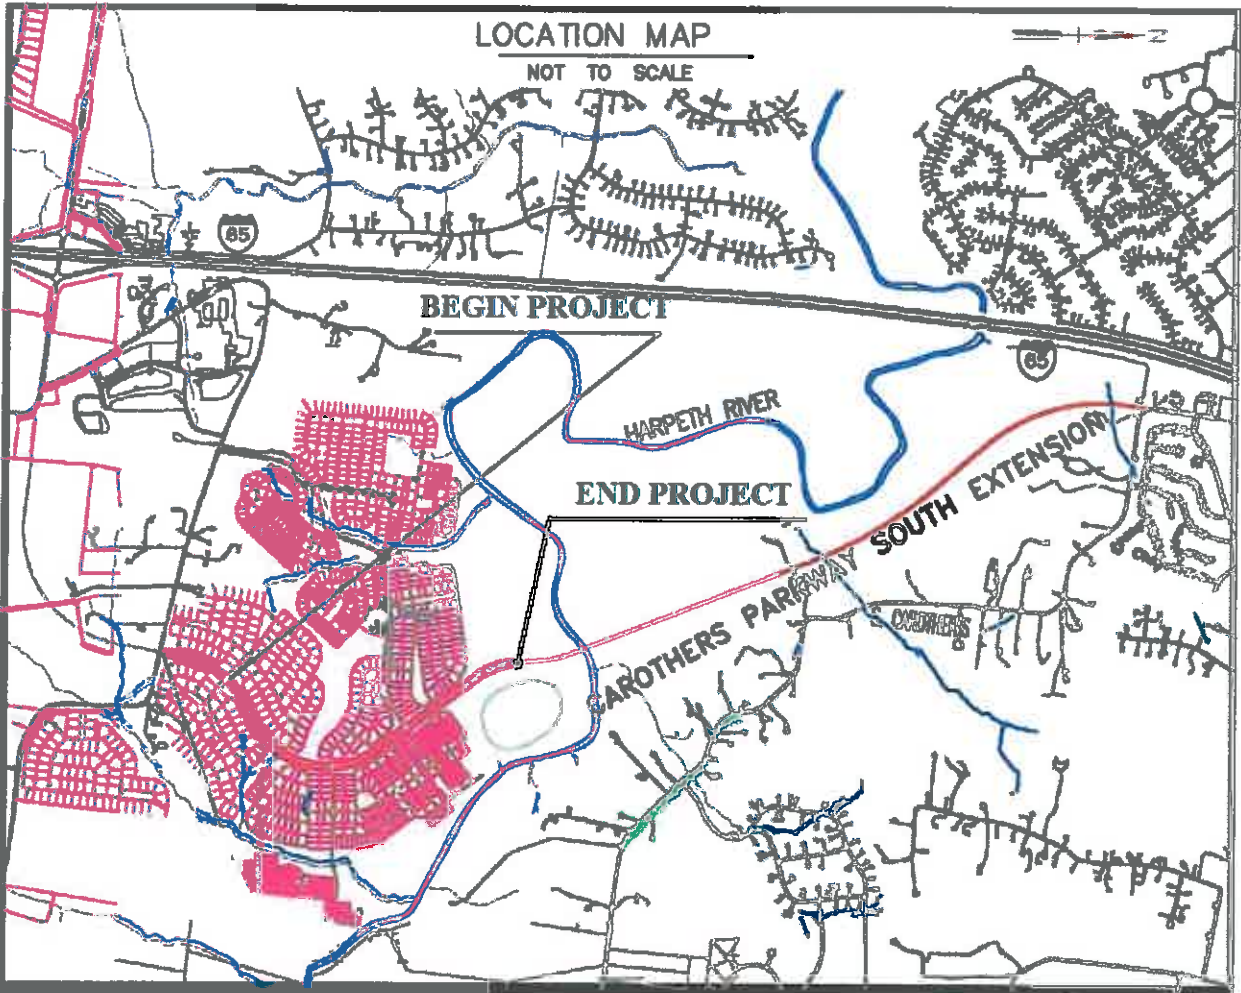 LOCATION MAP
NOT TO SCALE
Z
65
BEGIN PROJECT
65
HARPETH RIVER
END PROJECT
CAROTHERS PARKWAY SOUTH EXTENSION